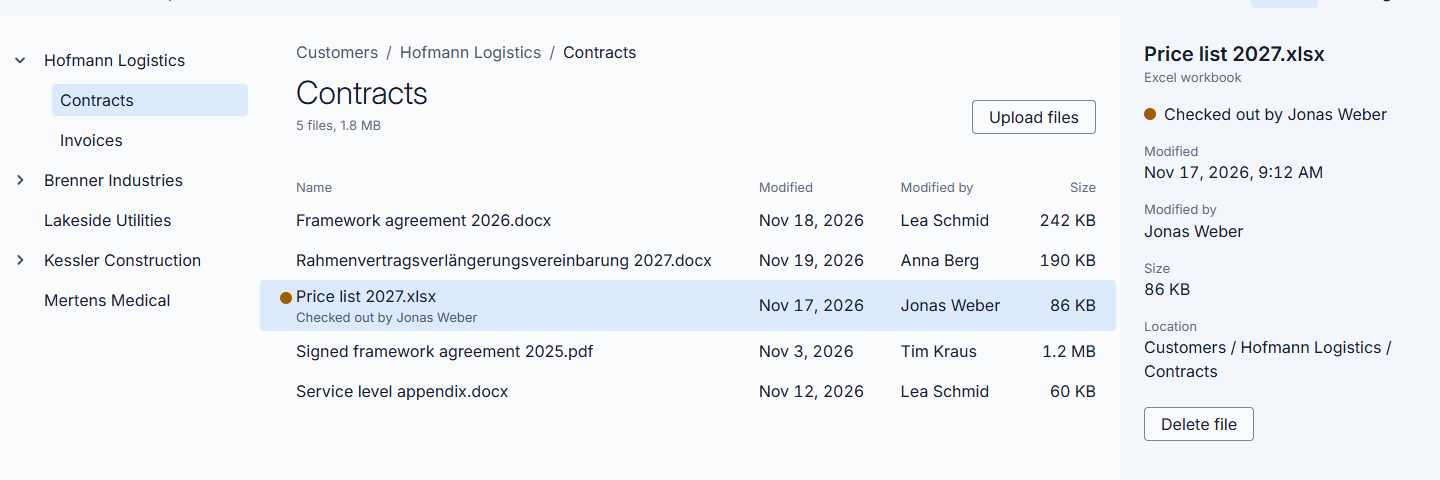 Hofmann Logistics
Contracts
Invoices
Brenner Industries
Lakeside Utilities
Kessler Construction
Mertens Medical
Customers / Hofmann Logistics / Contracts
Contracts
5 files, 1.8 MB
Upload files
Name Modified Modified by Size
Framework agreement 2026.docx Nov 18, 2026 Lea Schmid 242 KB
Rahmenvertragsverlängerungsvereinbarung 2027.docx Nov 19, 2026 Anna Berg 190 KB
Price list 2027.xlsx Nov 17, 2026 Jonas Weber 86 KB
Checked out by Jonas Weber
Signed framework agreement 2025.pdf Nov 3, 2026 Tim Kraus 1.2 MB
Service level appendix.docx Nov 12, 2026 Lea Schmid 60 KB
Price list 2027.xlsx
Excel workbook
Checked out by Jonas Weber
Modified
Nov 17, 2026, 9:12 AM
Modified by
Jonas Weber
Size
86 KB
Location
Customers / Hofmann Logistics /
Contracts
Delete file